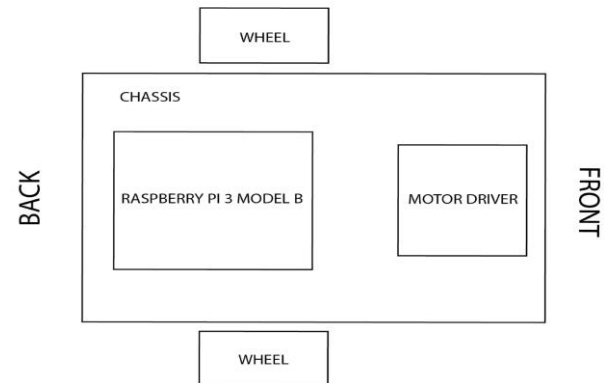 WHEEL
CHASSIS
BACK
RASPBERRY PI 3 MODEL B
MOTOR DRIVER
FRONT
WHEEL